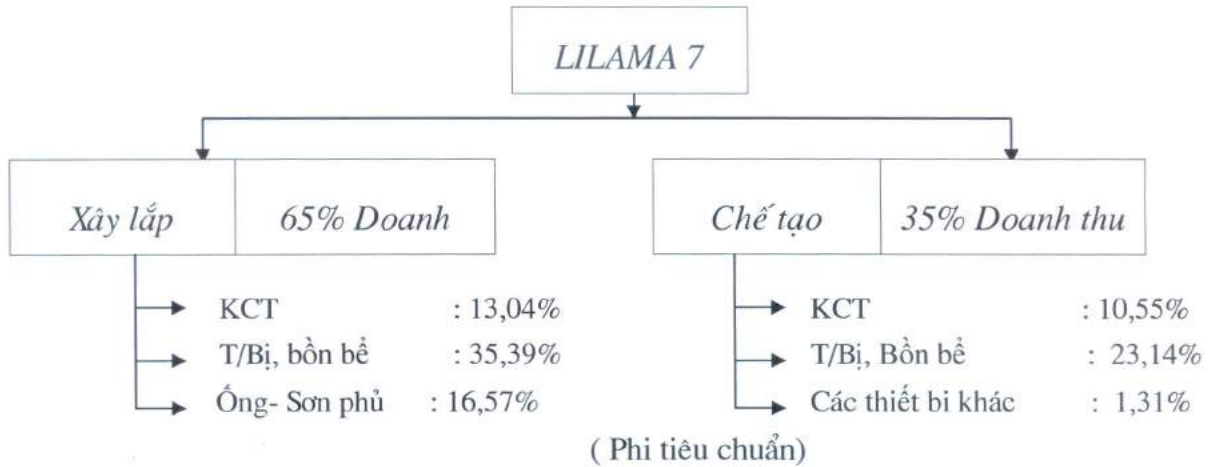 LILAMA 7
Xây lắp 65% Doanh
KCT : 13,04%
T/Bị, bồn bể : 35,39%
Ống- Sơn phủ : 16,57%
Chế tạo 35% Doanh thu
KCT : 10,55%
T/Bị, Bồn bể : 23,14%
Các thiết bi khác : 1,31%
( Phi tiêu chuẩn)